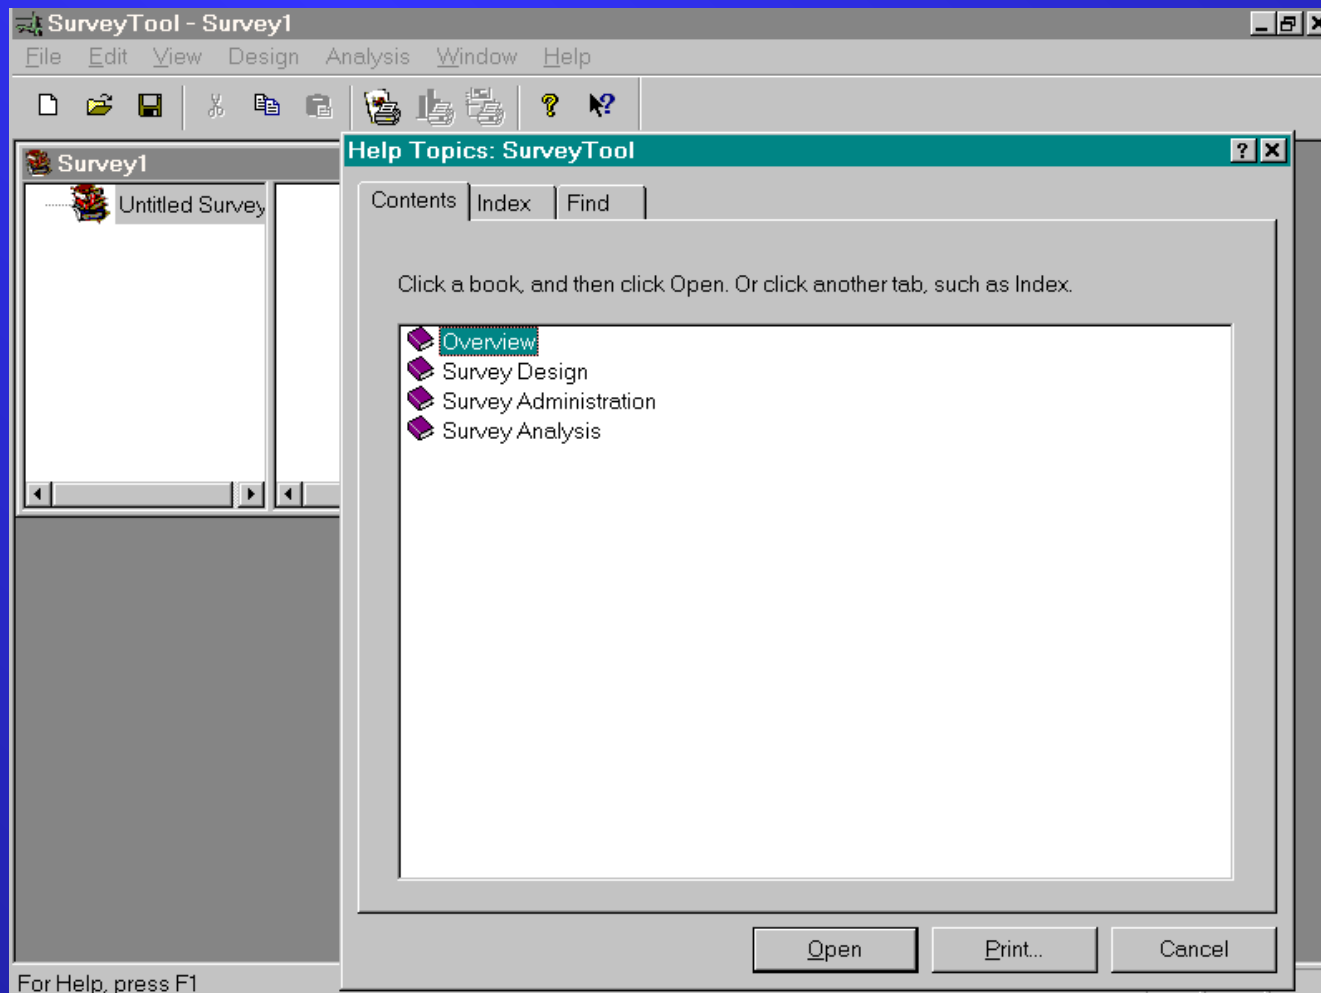 SurveyTool - Survey1
File Edit View Design Analysis Window Help
Survey1
Untitled Survey
Help Topics: SurveyTool
Contents Index Find
Click a book, and then click Open. Or click another tab, such as Index.
Overview
Survey Design
Survey Administration
Survey Analysis
Open Print... Cancel
For Help, press F1